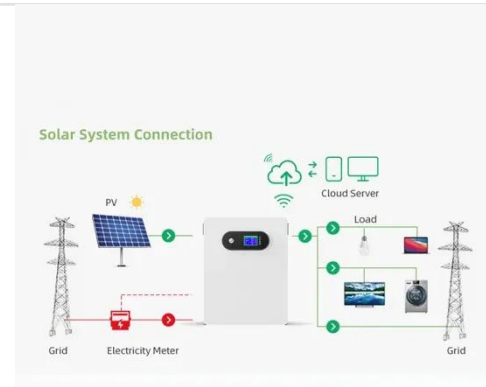 Solar System Connection
Cloud Server
PV
Load
Grid
Electricity Meter
Grid